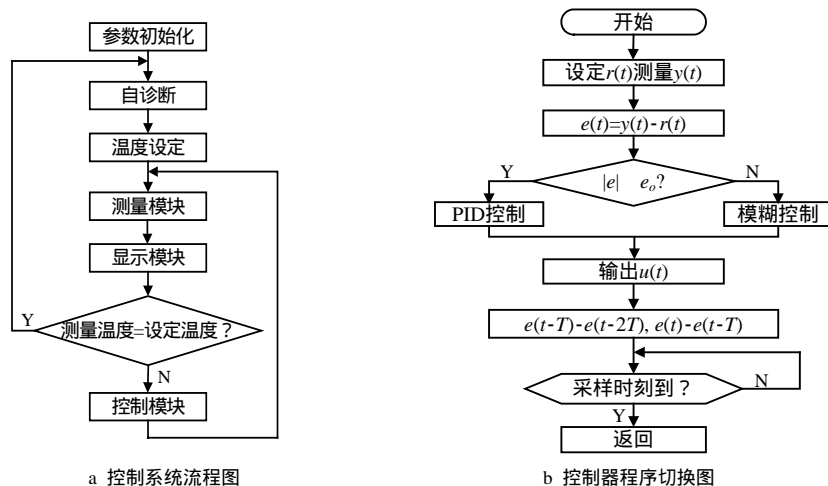 参数初始化
自诊断
温度设定
测量模块
显示模块
测量温度=设定温度？
Y
N
控制模块
a 控制系统流程图
开始
设定r(t)测量y(t)
e(t)=y(t)-r(t)
|e| eₒ?
Y
N
PID控制
模糊控制
输出u(t)
e(t-T)-e(t-2T), e(t)-e(t-T)
采样时刻到？
N
Y
返回
b 控制器程序切换图